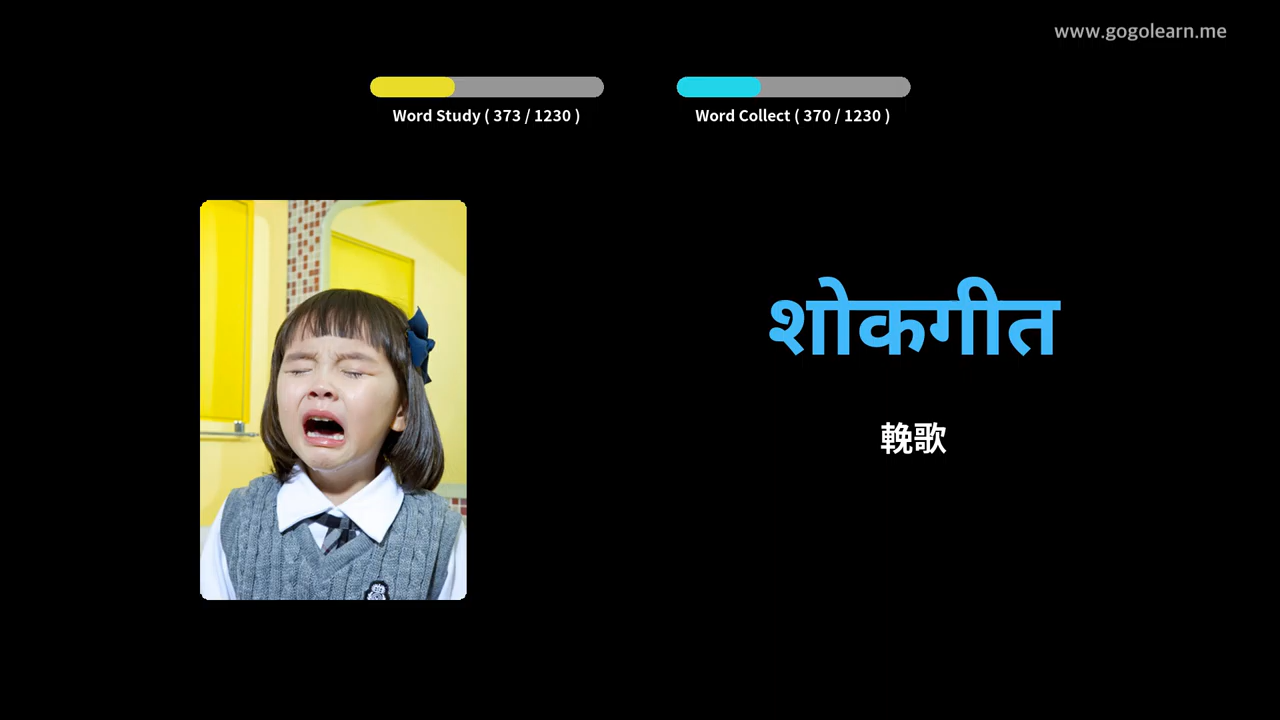 www.gogolearn.me
Word Study ( 373 / 1230 )
Word Collect ( 370 / 1230 )
शोकगीत
輓歌